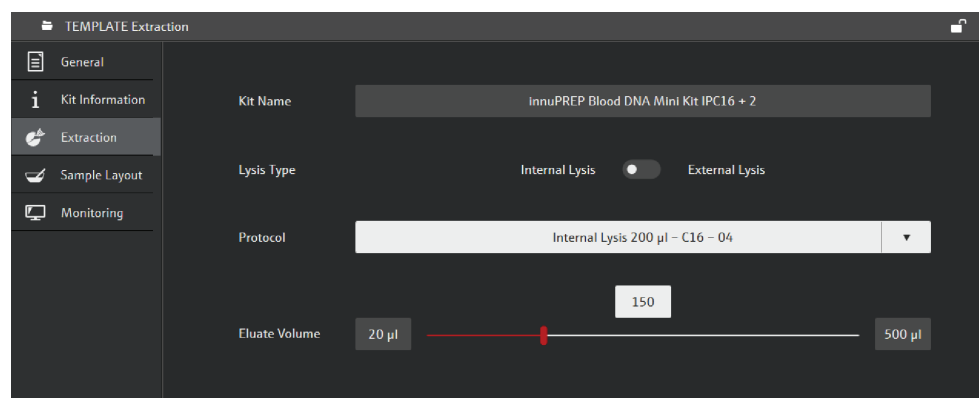 TEMPLATE Extraction
General
Kit Information
Extraction
Sample Layout
Monitoring
Kit Name
innuPREP Blood DNA Mini Kit IPC16 + 2
Lysis Type
Internal Lysis
External Lysis
Protocol
Internal Lysis 200 µl – C16 – 04
150
Eluate Volume
20 µl
500 µl